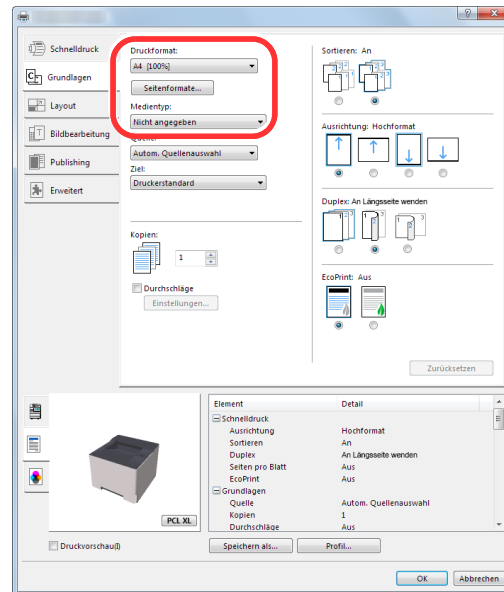 Schnelldruck
Grundlagen
Layout
Bildbearbeitung
Publishing
Erweitert
Druckformat:
A4 [100%]
Seitenformate...
Medientyp:
Nicht angegeben
Quelle:
Autom. Quellenauswahl
Ziel:
Druckerstandard
Kopien:
1
Durchschläge
Einstellungen...
Sortieren: An
Ausrichtung: Hochformat
Duplex: An Längsseite wenden
EcoPrint: Aus
Zurücksetzen
PCL XL
Druckvorschau(I)
Element Detail
Schnelldruck
Ausrichtung Hochformat
Sortieren An
Duplex An Längsseite wenden
Seiten pro Blatt Aus
EcoPrint Aus
Grundlagen
Quelle Autom. Quellenauswahl
Kopien 1
Durchschläge Aus
Speichern als... Profil...
OK Abbrechen